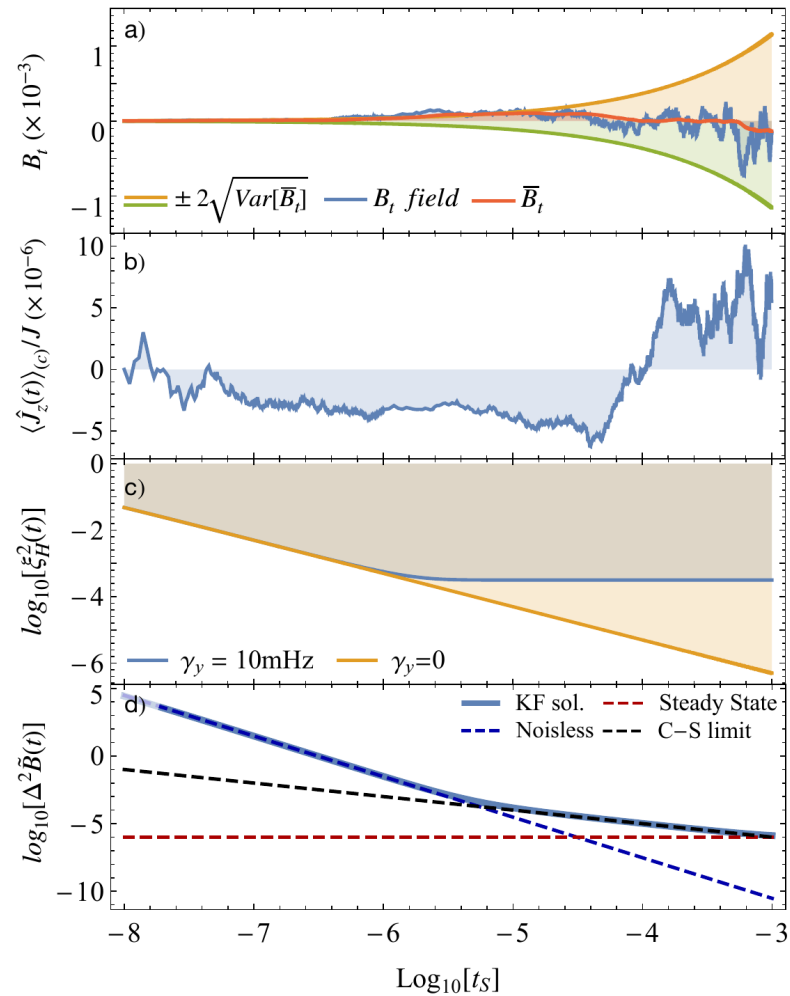 a)
1
0
−1
B_t (×10^−3)
±2√Var[B̅_t]
B_t field
B̅_t
b)
10
5
0
−5
⟨Ĵ_z(t)⟩_(c)/J (×10^−6)
c)
0
−2
−4
−6
log_10[ξ_H^2(t)]
γ_y = 10mHz
γ_y=0
d)
5
0
−5
−10
log_10[Δ^2B̃(t)]
KF sol.
Steady State
Noisless
C−S limit
−8
−7
−6
−5
−4
−3
Log_10[t_S]